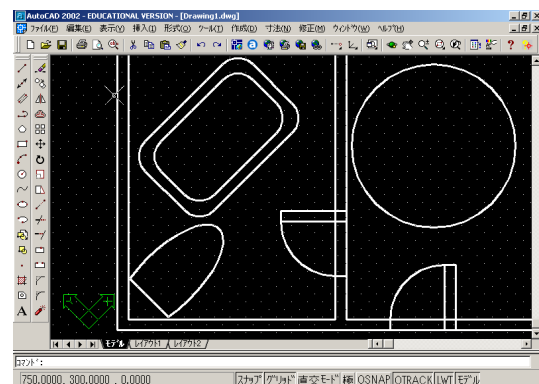 AutoCAD 2002 - EDUCATIONAL VERSION - [Drawing1.dwg]
ファイル(F) 編集(E) 表示(V) 挿入(I) 形式(O) ツール(T) 作成(D) 寸法(N) 修正(M) ウィンドウ(W) ヘルプ(H)
モデル レイアウト1 レイアウト2
コマンド:
750.0000, 300.0000 , 0.0000 スナップ グリッド 直交モード 極 OSNAP OTRACK LWT モデル